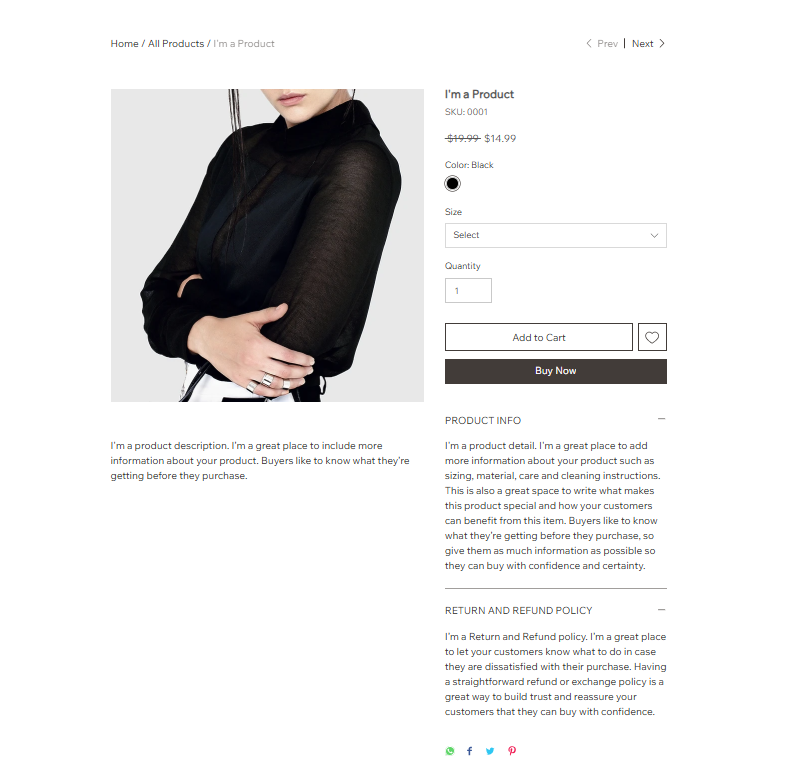 Home / All Products / I'm a Product
Prev | Next
I'm a Product
SKU: 0001
$19.99 $14.99
Color: Black
Size
Select
Quantity
1
Add to Cart
Buy Now
I'm a product description. I'm a great place to include more
information about your product. Buyers like to know what they're
getting before they purchase.
PRODUCT INFO
I'm a product detail. I'm a great place to add
more information about your product such as
sizing, material, care and cleaning instructions.
This is also a great space to write what makes
this product special and how your customers
can benefit from this item. Buyers like to know
what they're getting before they purchase, so
give them as much information as possible so
they can buy with confidence and certainty.
RETURN AND REFUND POLICY
I'm a Return and Refund policy. I'm a great place
to let your customers know what to do in case
they are dissatisfied with their purchase. Having
a straightforward refund or exchange policy is a
great way to build trust and reassure your
customers that they can buy with confidence.